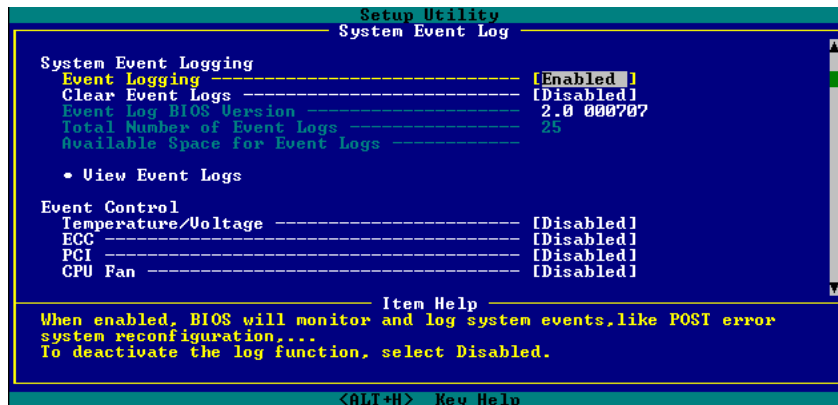 Setup Utility
System Event Log
System Event Logging
Event Logging ----------------------------- [Enabled ]
Clear Event Logs -------------------------- [Disabled]
Event Log BIOS Version -------------------- 2.0 000707
Total Number of Event Logs ---------------- 25
Available Space for Event Logs ------------
• View Event Logs
Event Control
Temperature/Voltage ----------------------- [Disabled]
ECC --------------------------------------- [Disabled]
PCI --------------------------------------- [Disabled]
CPU Fan ----------------------------------- [Disabled]
Item Help
When enabled, BIOS will monitor and log system events,like POST error
system reconfiguration,....
To deactivate the log function, select Disabled.
<ALT+H> Key Help